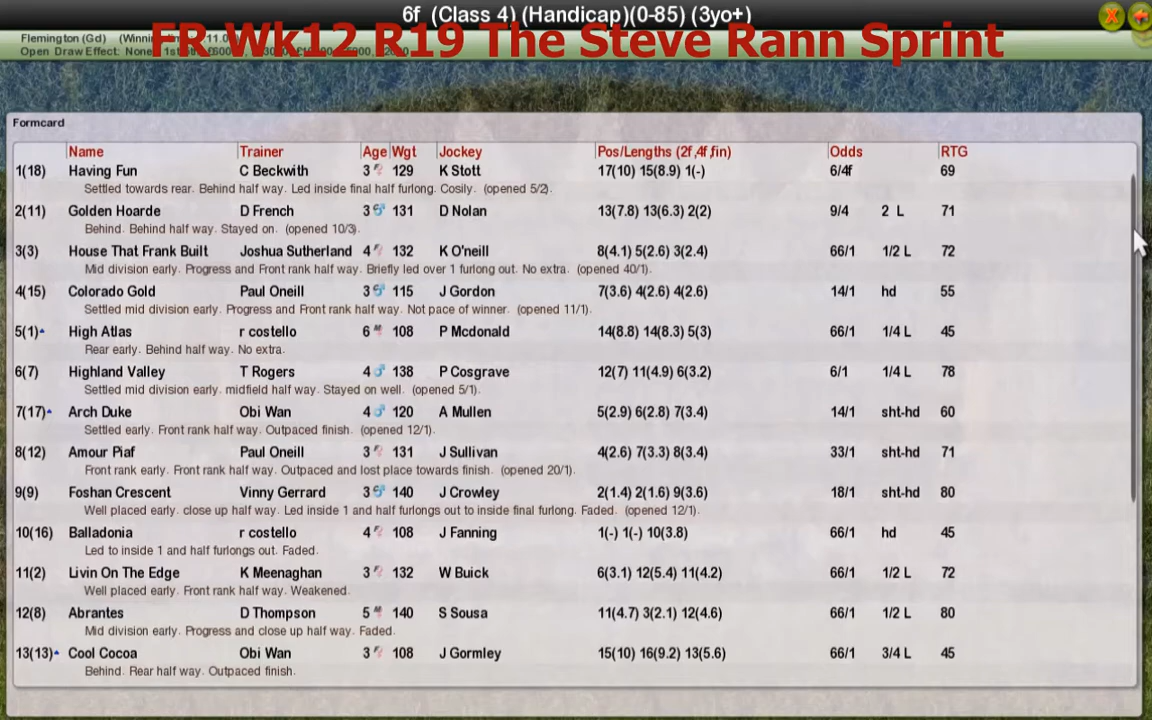 6f (Class 4) (Handicap)(0-85) (3yo+)
FR Wk12 R19 The Steve Rann Sprint
Flemington (Gd)
Open Draw Effect: None
Formcard
Name Trainer Age Wgt Jockey Pos/Lengths (2f,4f,fin) Odds RTG
1(18) Having Fun C Beckwith 3 129 K Stott 17(10) 15(8.9) 1(-) 6/4f 69
Settled towards rear. Behind half way. Led inside final half furlong. Cosily. (opened 5/2).
2(11) Golden Hoarde D French 3 131 D Nolan 13(7.8) 13(6.3) 2(2) 9/4 2 L 71
Behind. Behind half way. Stayed on. (opened 10/3).
3(3) House That Frank Built Joshua Sutherland 4 132 K O'neill 8(4.1) 5(2.6) 3(2.4) 66/1 1/2 L 72
Mid division early. Progress and Front rank half way. Briefly led over 1 furlong out. No extra. (opened 40/1).
4(15) Colorado Gold Paul Oneill 3 115 J Gordon 7(3.6) 4(2.6) 4(2.6) 14/1 hd 55
Settled mid division early. Progress and Front rank half way. Not pace of winner. (opened 11/1).
5(1) High Atlas r costello 6 108 P Mcdonald 14(8.8) 14(8.3) 5(3) 66/1 1/4 L 45
Rear early. Behind half way. No extra.
6(7) Highland Valley T Rogers 4 138 P Cosgrave 12(7) 11(4.9) 6(3.2) 6/1 1/4 L 78
Settled mid division early. midfield half way. Stayed on well. (opened 5/1).
7(17) Arch Duke Obi Wan 4 120 A Mullen 5(2.9) 6(2.8) 7(3.4) 14/1 sht-hd 60
Settled early. Front rank half way. Outpaced finish. (opened 12/1).
8(12) Amour Piaf Paul Oneill 3 131 J Sullivan 4(2.6) 7(3.3) 8(3.4) 33/1 sht-hd 71
Front rank early. Front rank half way. Outpaced and lost place towards finish. (opened 20/1).
9(9) Foshan Crescent Vinny Gerrard 3 140 J Crowley 2(1.4) 2(1.6) 9(3.6) 18/1 sht-hd 80
Well placed early. close up half way. Led inside 1 and half furlongs out to inside final furlong. Faded. (opened 12/1).
10(16) Balladonia r costello 4 108 J Fanning 1(-) 1(-) 10(3.8) 66/1 hd 45
Led to inside 1 and half furlongs out. Faded.
11(2) Livin On The Edge K Meenaghan 3 132 W Buick 6(3.1) 12(5.4) 11(4.2) 66/1 1/2 L 72
Well placed early. Front rank half way. Weakened.
12(8) Abrantes D Thompson 5 140 S Sousa 11(4.7) 3(2.1) 12(4.6) 66/1 1/2 L 80
Mid division early. Progress and close up half way. Faded.
13(13) Cool Cocoa Obi Wan 3 108 J Gormley 15(10) 16(9.2) 13(5.6) 66/1 3/4 L 45
Behind. Rear half way. Outpaced finish.